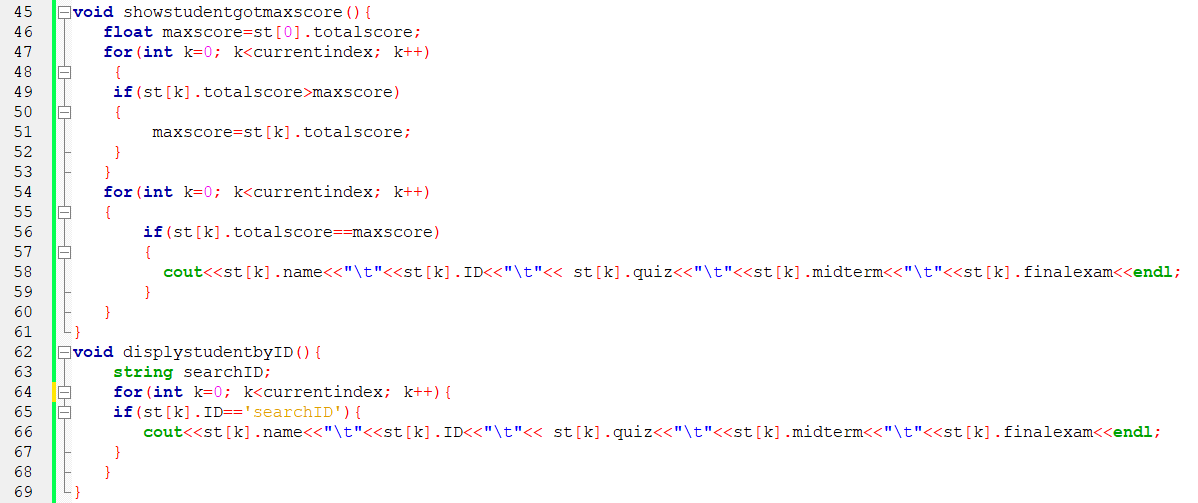 45 void showstudentgotmaxscore(){
46 float maxscore=st[0].totalscore;
47 for(int k=0; k<currentindex; k++)
48 {
49 if(st[k].totalscore>maxscore)
50 {
51 maxscore=st[k].totalscore;
52 }
53 }
54 for(int k=0; k<currentindex; k++)
55 {
56 if(st[k].totalscore==maxscore)
57 {
58 cout<<st[k].name<<"\t"<<st[k].ID<<"\t"<< st[k].quiz<<"\t"<<st[k].midterm<<"\t"<<st[k].finalexam<<endl;
59 }
60 }
61 }
62 void displystudentbyID(){
63 string searchID;
64 for(int k=0; k<currentindex; k++){
65 if(st[k].ID=='searchID'){
66 cout<<st[k].name<<"\t"<<st[k].ID<<"\t"<< st[k].quiz<<"\t"<<st[k].midterm<<"\t"<<st[k].finalexam<<endl;
67 }
68 }
69 }